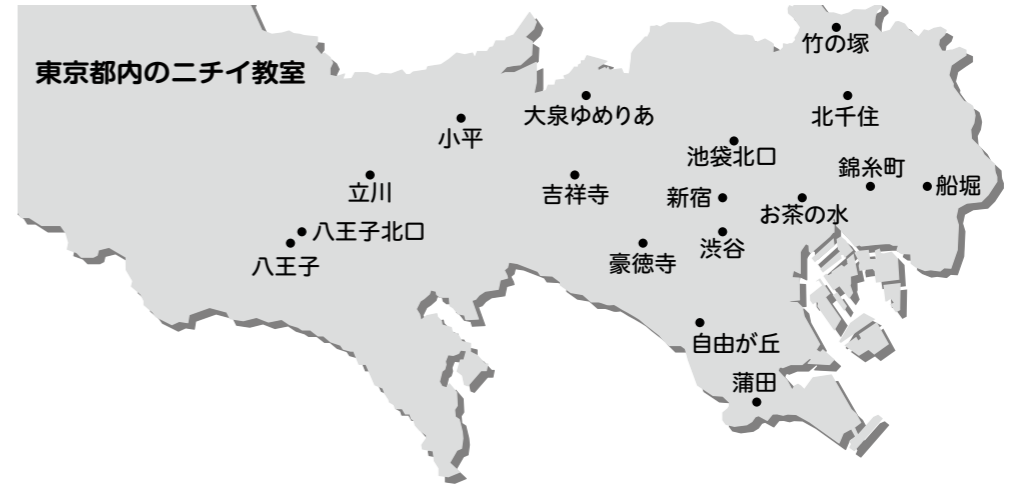 竹の塚
東京都内のニチイ教室
大泉ゆめりあ
北千住
小平
池袋北口
錦糸町
立川
吉祥寺
新宿
船堀
お茶の水
八王子北口
渋谷
八王子
豪徳寺
自由が丘
蒲田